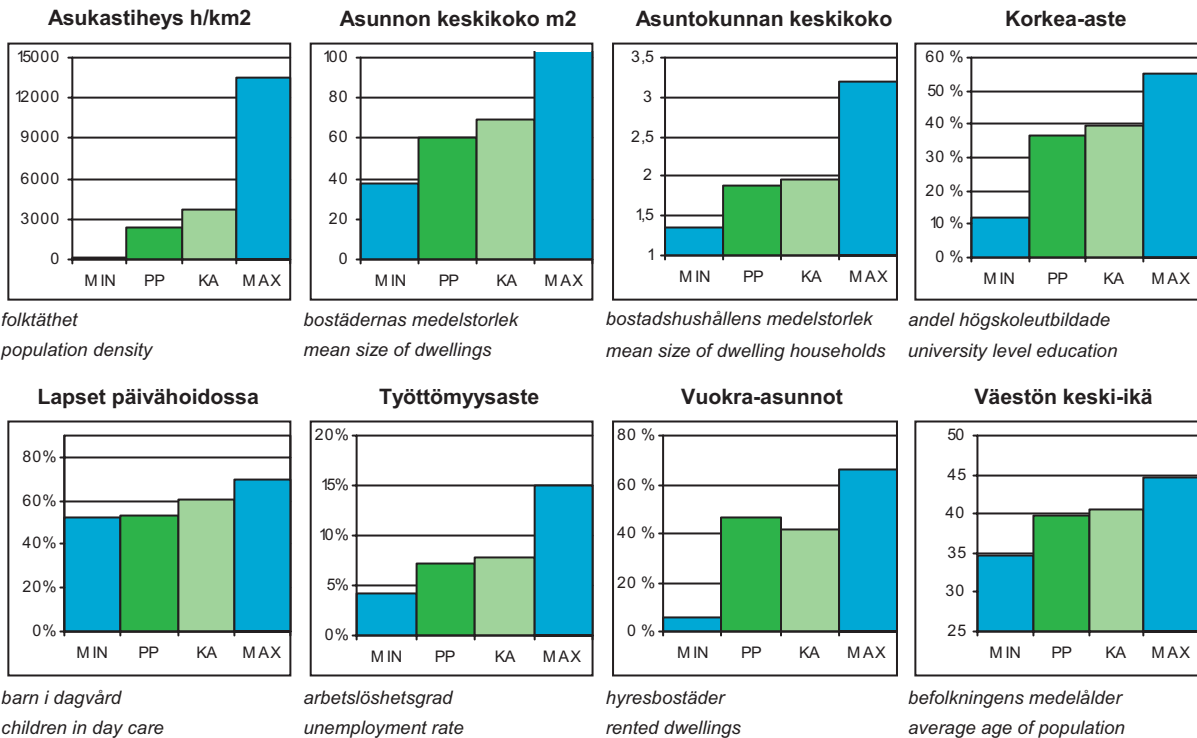 Asukastiheys h/km2
15000
12000
9000
6000
3000
0
MIN PP KA MAX
folktäthet
population density
Asunnon keskikoko m2
100
80
60
40
20
0
MIN PP KA MAX
bostädernas medelstorlek
mean size of dwellings
Asuntokunnan keskikoko
3,5
3
2,5
2
1,5
1
MIN PP KA MAX
bostadshushållens medelstorlek
mean size of dwelling households
Korkea-aste
60 %
50 %
40 %
30 %
20 %
10 %
0 %
MIN PP KA MAX
andel högskoleutbildade
university level education
Lapset päivähoidossa
80%
60%
40%
20%
0%
MIN PP KA MAX
barn i dagvård
children in day care
Työttömyysaste
20%
15%
10%
5%
0%
MIN PP KA MAX
arbetslöshetsgrad
unemployment rate
Vuokra-asunnot
80 %
60 %
40 %
20 %
0 %
MIN PP KA MAX
hyresbostäder
rented dwellings
Väestön keski-ikä
50
45
40
35
30
25
MIN PP KA MAX
befolkningens medelålder
average age of population